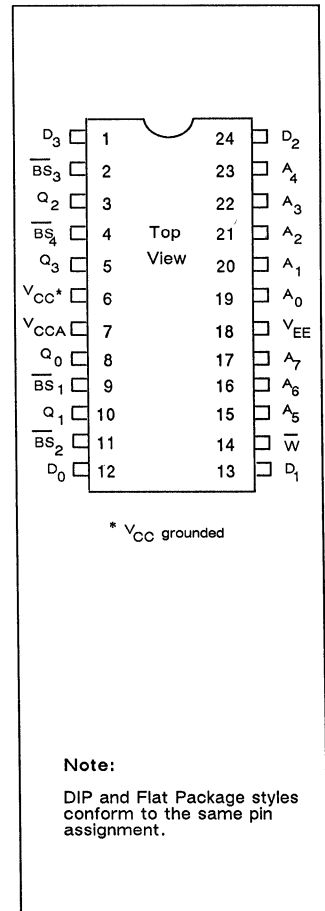 D3 1 24 D2
BS3 2 23 A4
Q2 3 22 A3
BS4 4 Top 21 A2
Q3 5 View 20 A1
VCC* 6 19 A0
VCCA 7 18 VEE
Q0 8 17 A7
BS1 9 16 A6
Q1 10 15 A5
BS2 11 14 W
D0 12 13 D1
* VCC grounded
Note:
DIP and Flat Package styles
conform to the same pin
assignment.